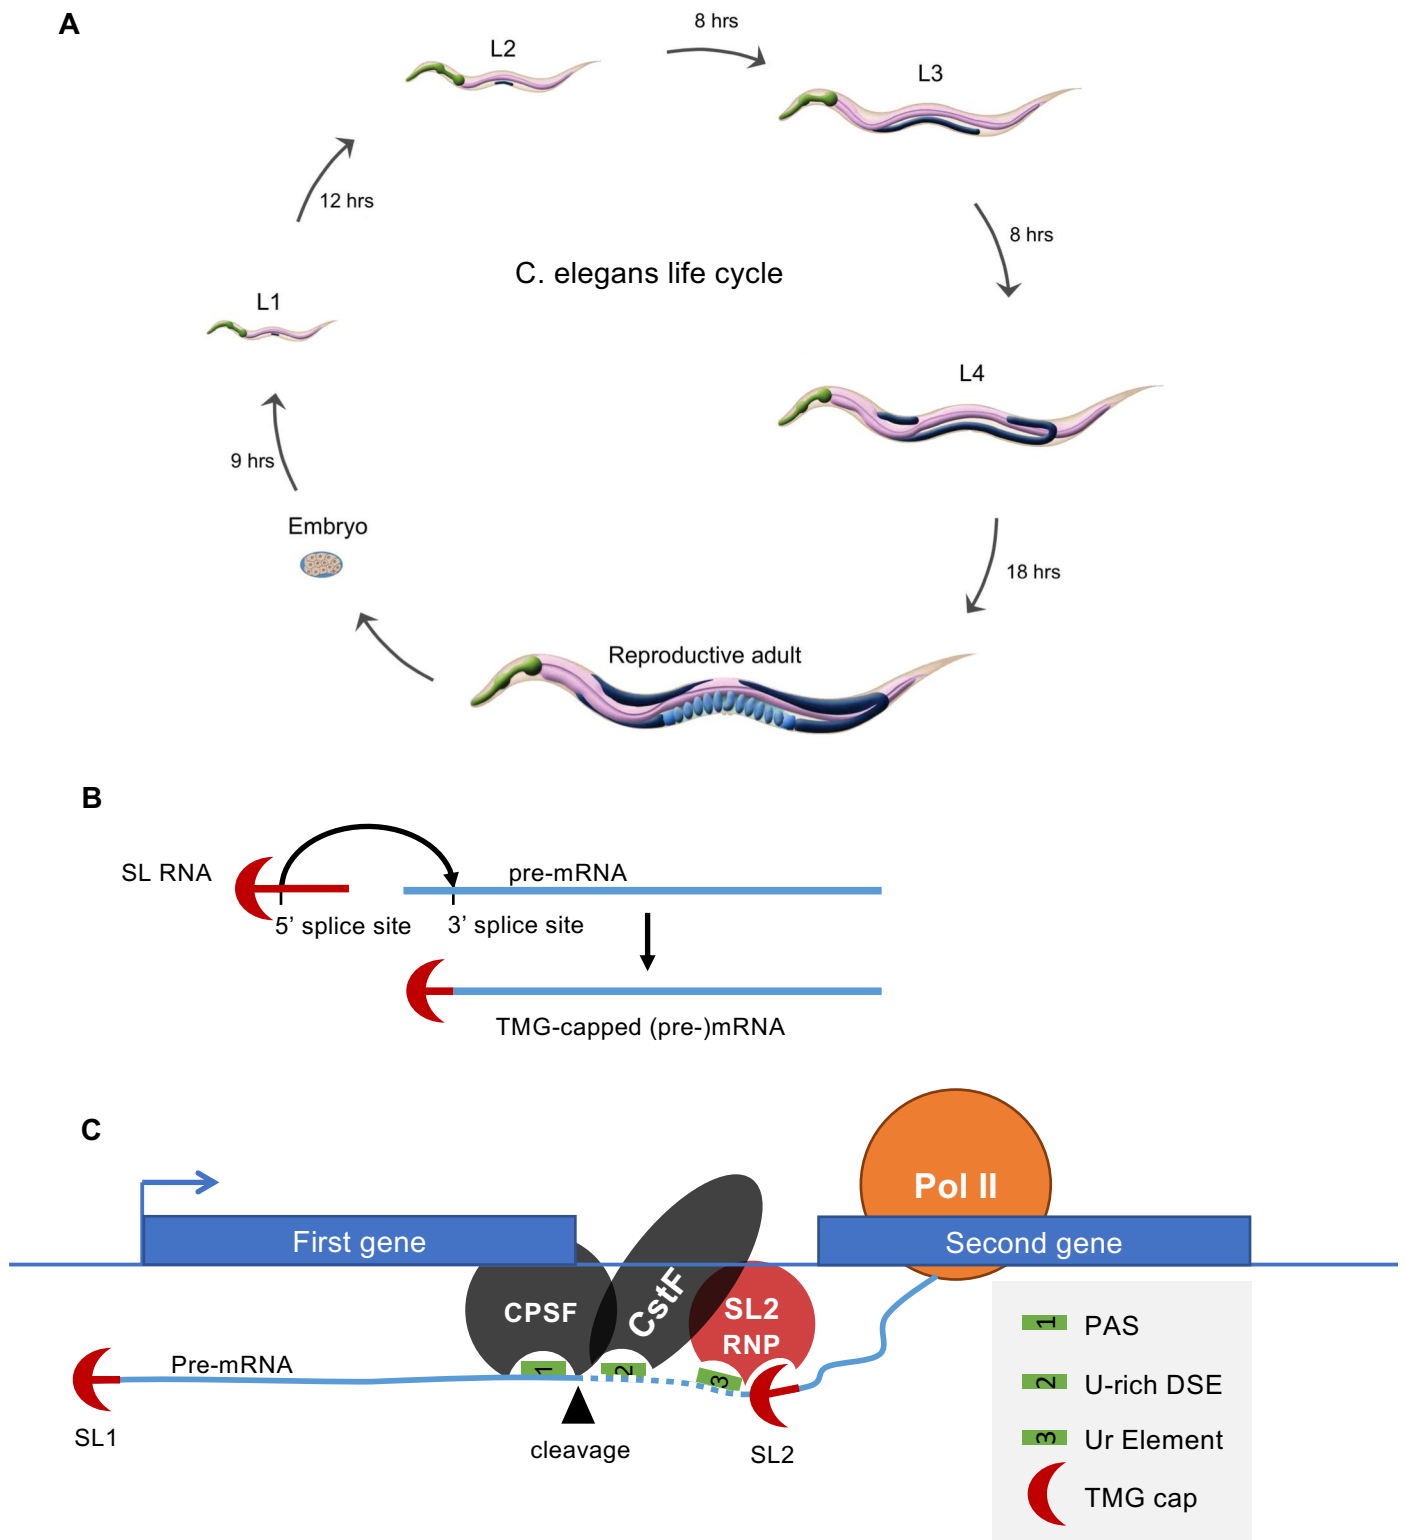 A
8 hrs
L2
L3
12 hrs
8 hrs
C. elegans life cycle
L1
L4
9 hrs
Embryo
18 hrs
Reproductive adult
B
SL RNA
pre-mRNA
5’ splice site
3’ splice site
TMG-capped (pre-)mRNA
C
Pol II
First gene
Second gene
CPSF
CstF
SL2
RNP
Pre-mRNA
1
2
3
SL1
cleavage
SL2
1 PAS
2 U-rich DSE
3 Ur Element
TMG cap